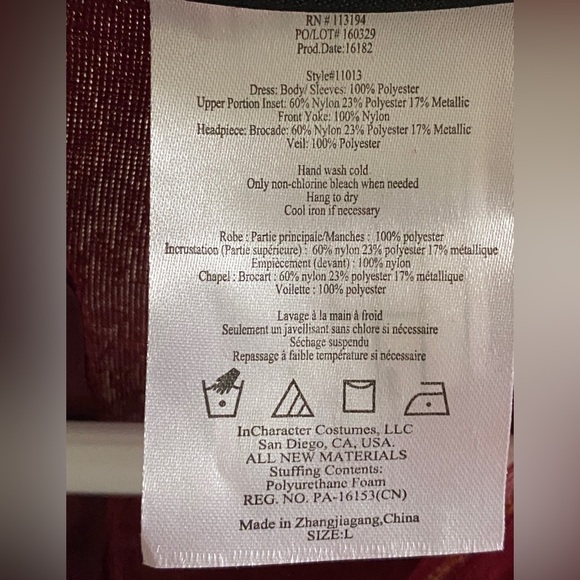 RN # 113194
PO/LOT# 160329
Prod.Date:16182
Style#11013
Dress: Body/ Sleeves: 100% Polyester
Upper Portion Inset: 60% Nylon 23% Polyester 17% Metallic
Front Yoke: 100% Nylon
Headpiece: Brocade: 60% Nylon 23% Polyester 17% Metallic
Veil: 100% Polyester
Hand wash cold
Only non-chlorine bleach when needed
Hang to dry
Cool iron if necessary
Robe : Partie principale/Manches : 100% polyester
Incrustation (Partie supérieure) : 60% nylon 23% polyester 17% métallique
Empiècement (devant) : 100% nylon
Chapel : Brocart : 60% nylon 23% polyester 17% métallique
Voilette : 100% polyester
Lavage à la main à froid
Seulement un javellisant sans chlore si nécessaire
Séchage suspendu
Repassage à faible température si nécessaire
InCharacter Costumes, LLC
San Diego, CA, USA.
ALL NEW MATERIALS
Stuffing Contents:
Polyurethane Foam
REG. NO. PA-16153(CN)
Made in Zhangjiagang,China
SIZE:L